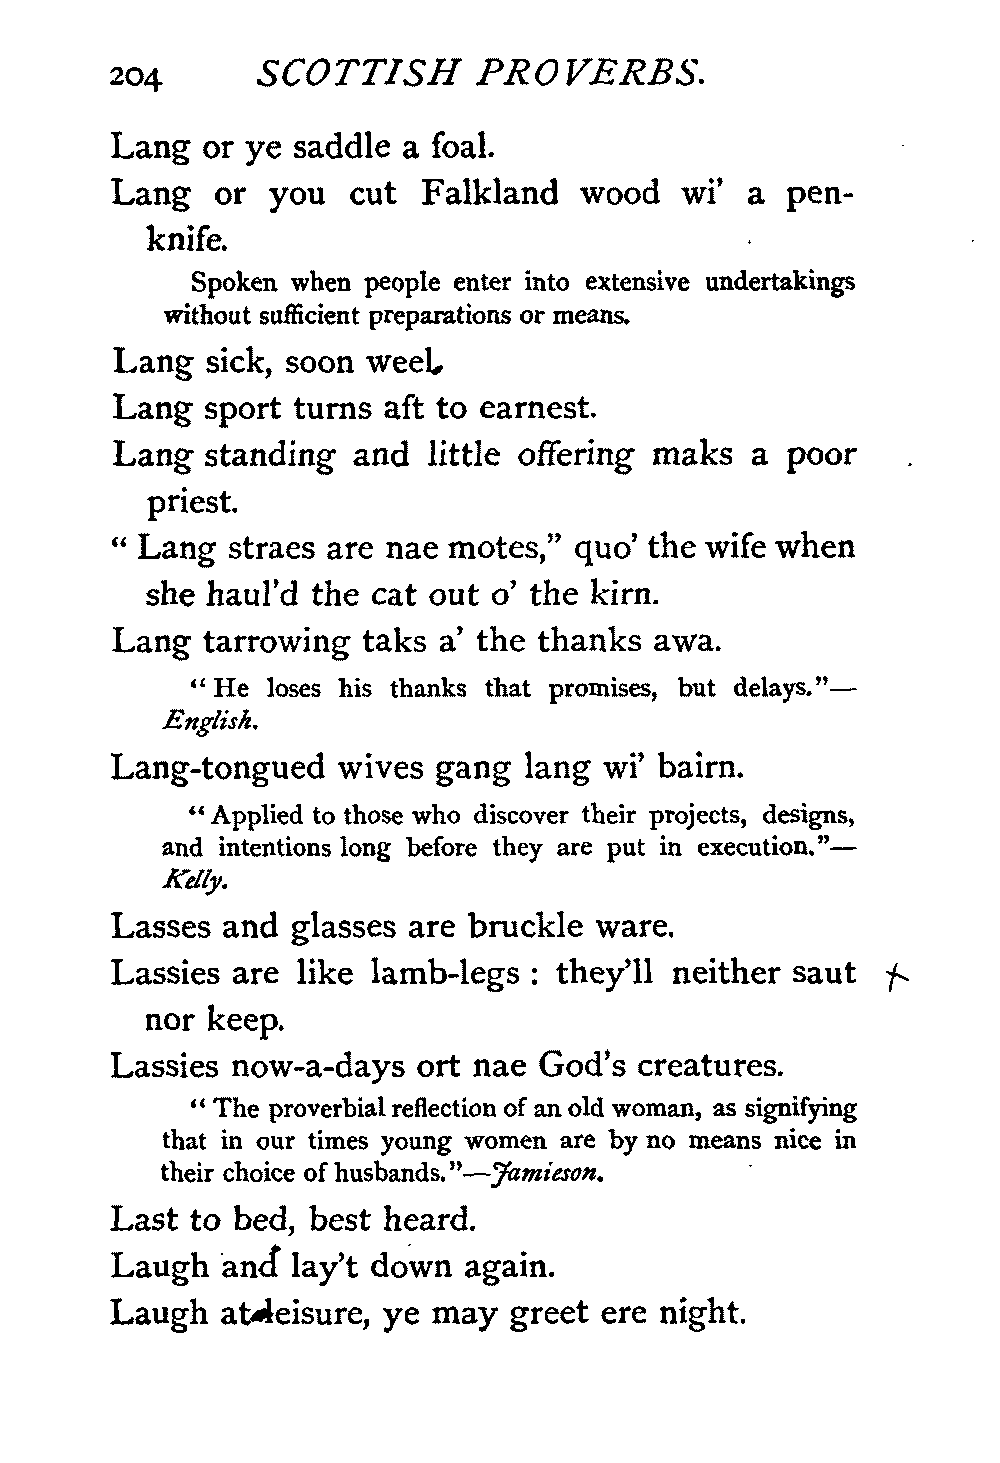 204 SCOTTISH PROVERBS.
Lang or ye saddle a foal.
Lang or you cut Falkland wood wi' a pen-
knife.
Spoken when people enter into extensive undertakings
without sufficient preparations or means.
Lang sick, soon weel.
Lang sport turns aft to earnest.
Lang standing and little offering maks a poor
priest.
“ Lang straes are nae motes,” quo’ the wife when
she haul’d the cat out o’ the kirn.
Lang tarrowing taks a’ the thanks awa.
“ He loses his thanks that promises, but delays.”—
English.
Lang-tongued wives gang lang wi’ bairn.
“ Applied to those who discover their projects, designs,
and intentions long before they are put in execution.”—
Kelly.
Lasses and glasses are bruckle ware.
Lassies are like lamb-legs : they’ll neither saut
nor keep.
Lassies now-a-days ort nae God’s creatures.
“ The proverbial reflection of an old woman, as signifying
that in our times young women are by no means nice in
their choice of husbands.”—Jamieson.
Last to bed, best heard.
Laugh and lay’t down again.
Laugh at leisure, ye may greet ere night.